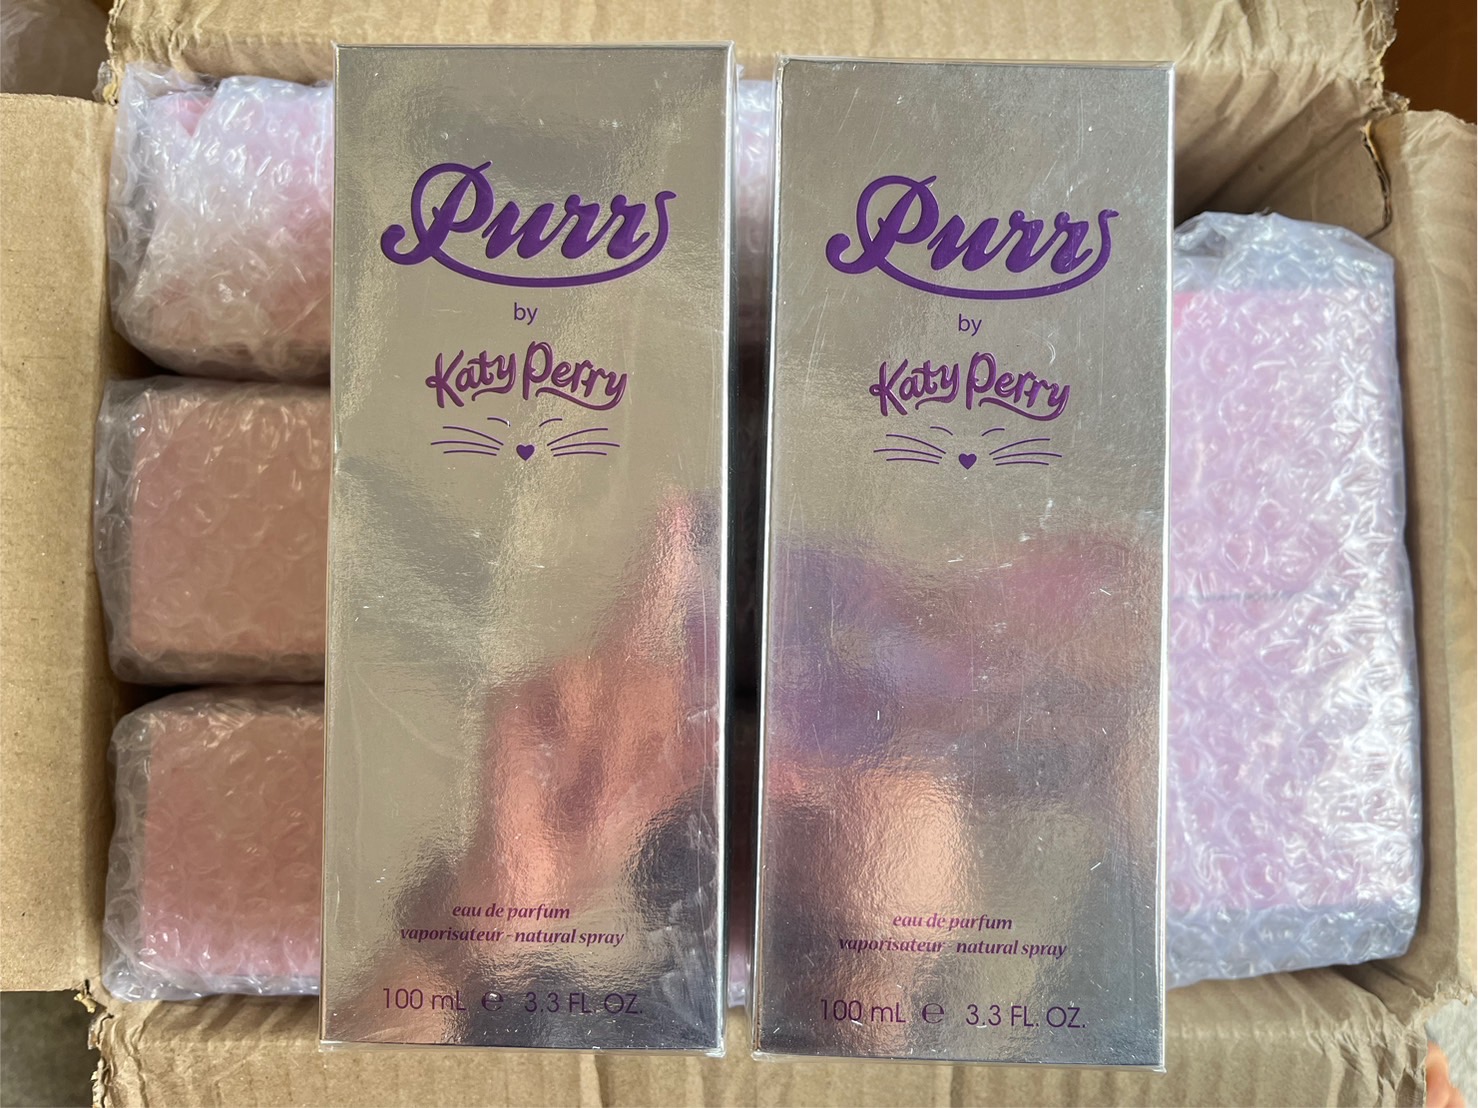 Purr
by
Katy Perry
eau de parfum
vaporisateur - natural spray
100 mL ℮ 3.3 FL. OZ.
Purr
by
Katy Perry
eau de parfum
vaporisateur - natural spray
100 mL ℮ 3.3 FL. OZ.